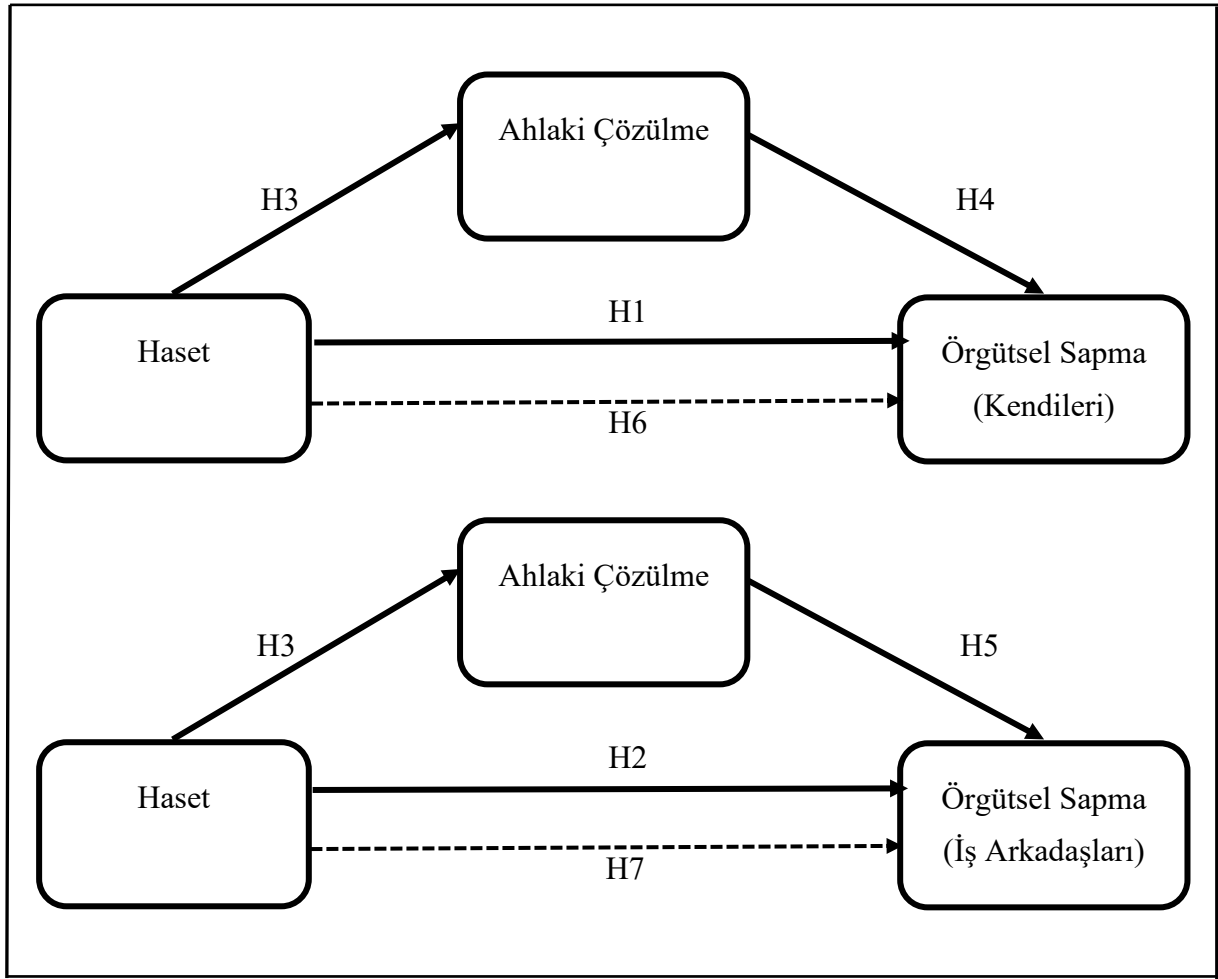 Ahlaki Çözülme
H3
H4
H1
Haset
Örgütsel Sapma
(Kendileri)
H6
Ahlaki Çözülme
H3
H5
H2
Haset
Örgütsel Sapma
(İş Arkadaşları)
H7